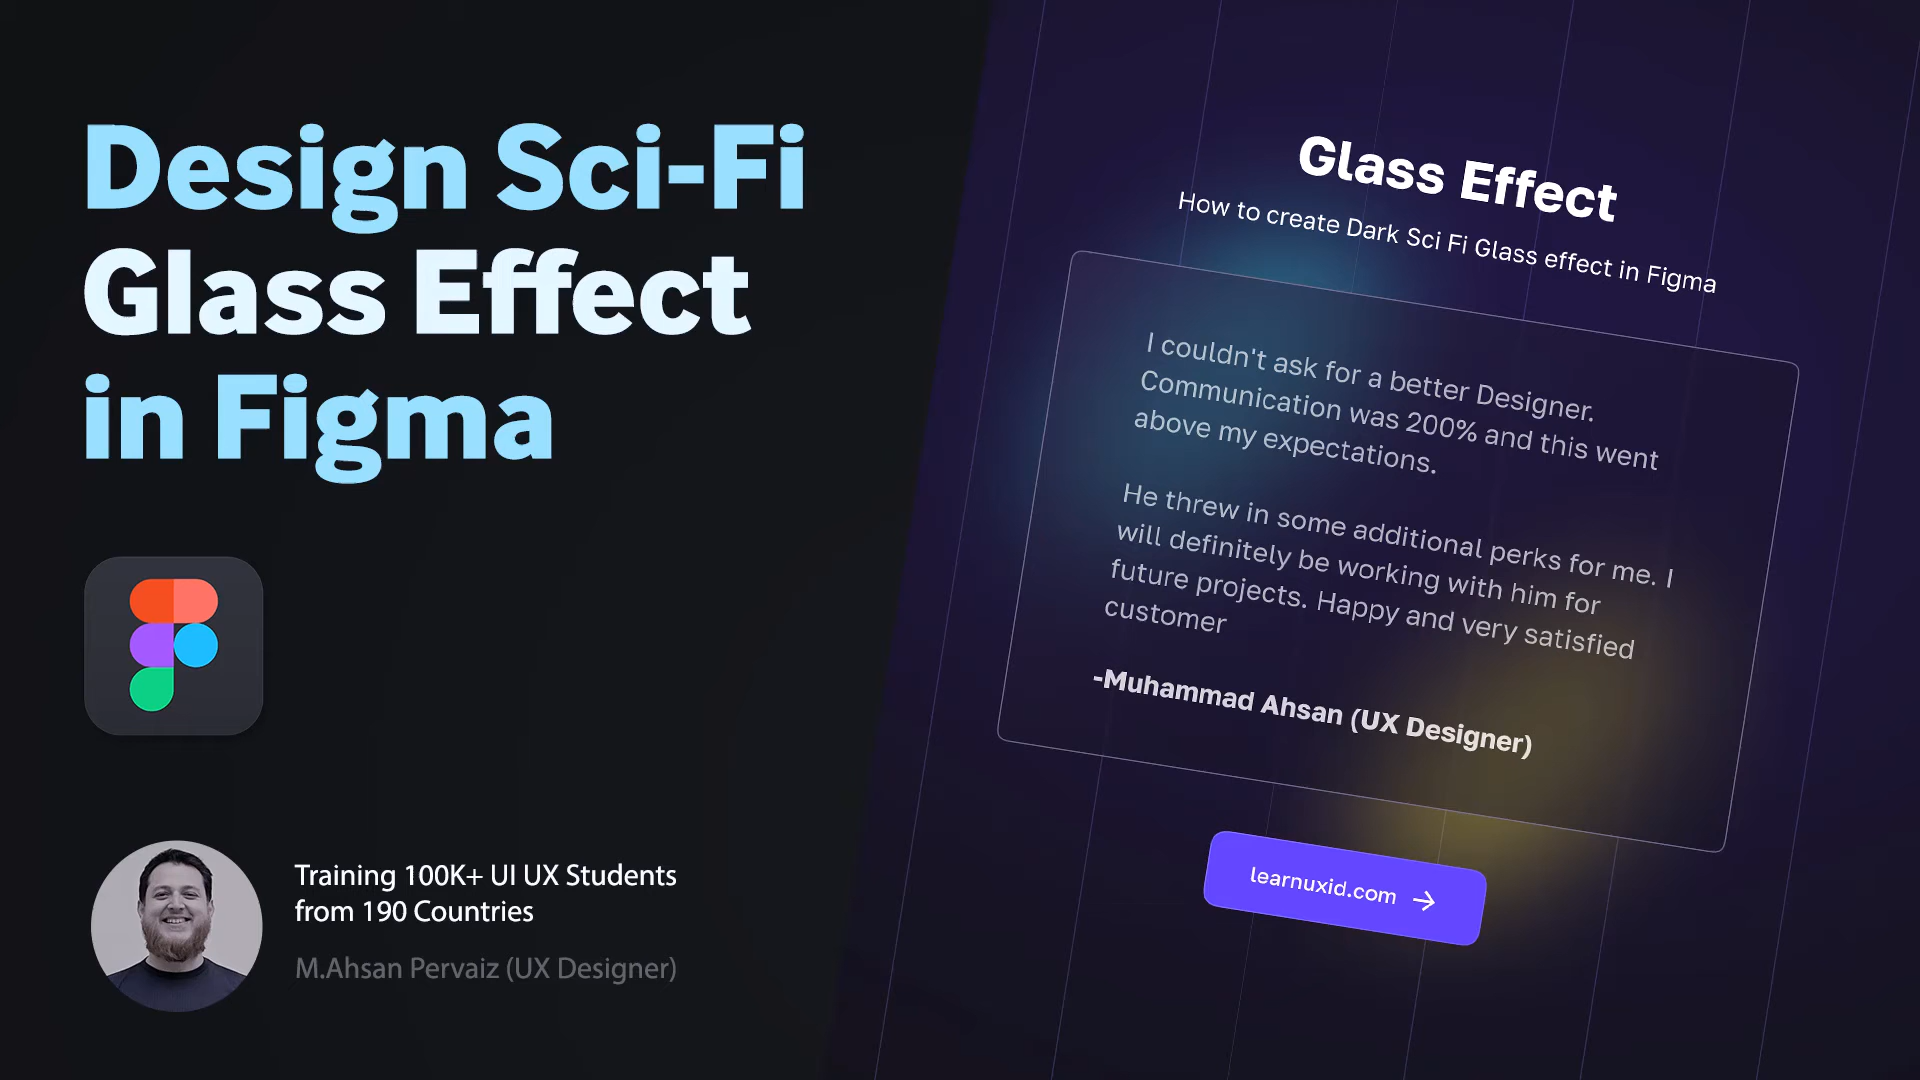 Design Sci-Fi
Glass Effect
in Figma
Training 100K+ UI UX Students
from 190 Countries
M.Ahsan Pervaiz (UX Designer)
Glass Effect
How to create Dark Sci Fi Glass effect in Figma
I couldn't ask for a better Designer.
Communication was 200% and this went
above my expectations.
He threw in some additional perks for me. I
will definitely be working with him for
future projects. Happy and very satisfied
customer
-Muhammad Ahsan (UX Designer)
learnuxid.com